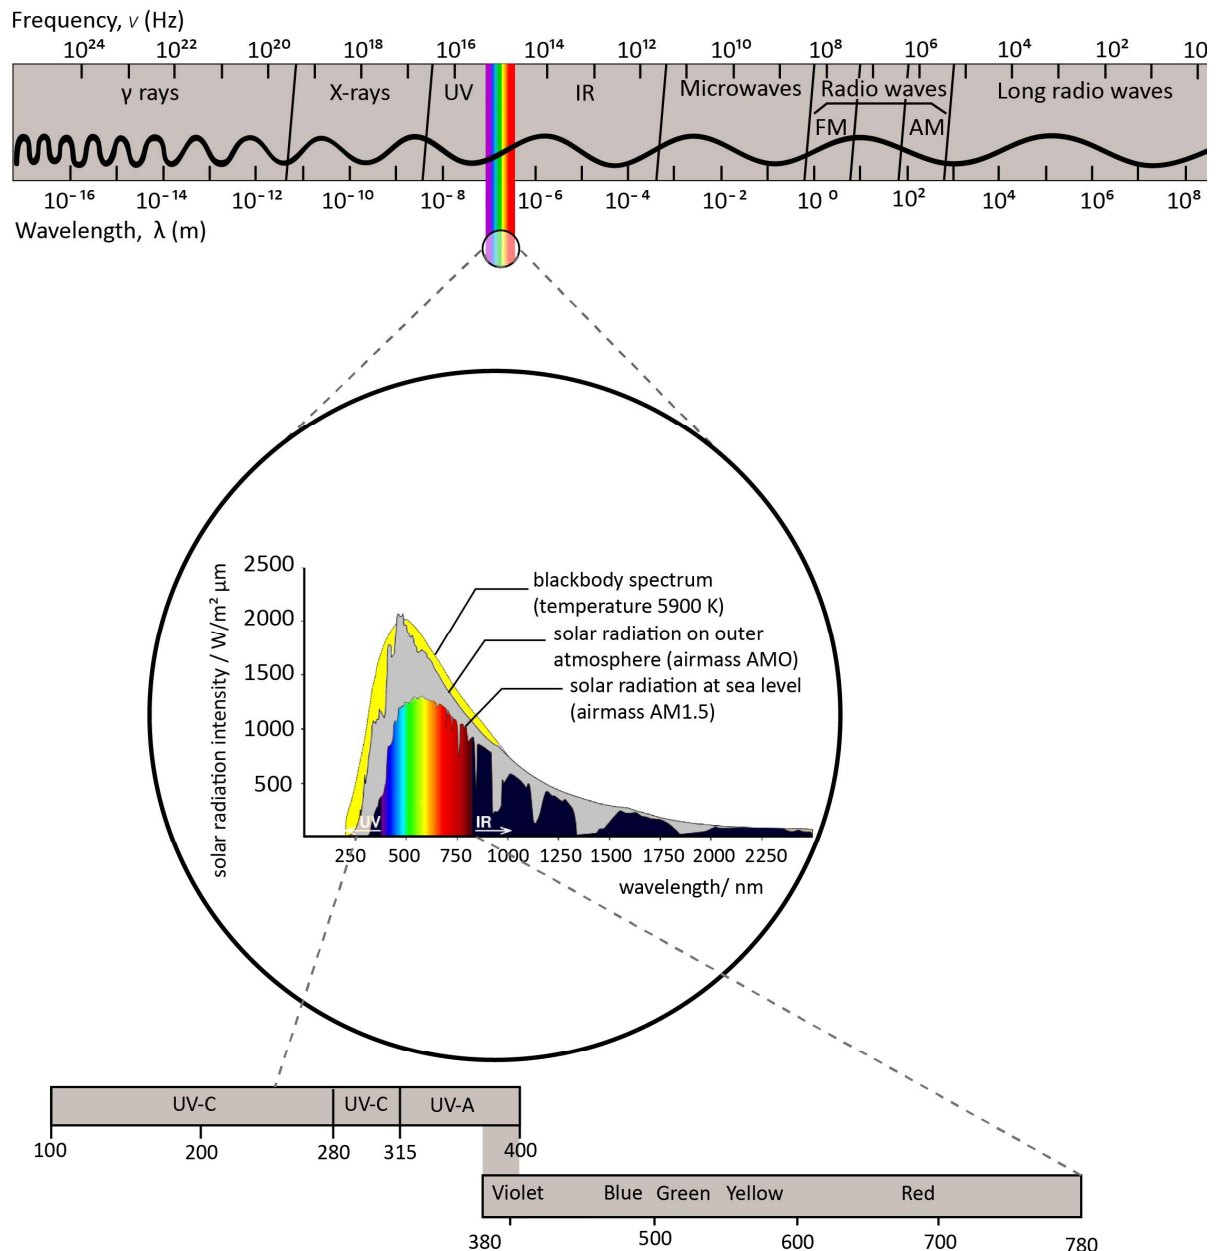 Frequency, ν (Hz)
10²⁴ 10²² 10²⁰ 10¹⁸ 10¹⁶ 10¹⁴ 10¹² 10¹⁰ 10⁸ 10⁶ 10⁴ 10²
γ rays X-rays UV IR Microwaves Radio waves Long radio waves
FM AM
10⁻¹⁶ 10⁻¹⁴ 10⁻¹² 10⁻¹⁰ 10⁻⁸ 10⁻⁶ 10⁻⁴ 10⁻² 10⁰ 10² 10⁴ 10⁶ 10⁸
Wavelength, λ (m)
solar radiation intensity / W/m² µm
2500
2000
1500
1000
500
blackbody spectrum
(temperature 5900 K)
solar radiation on outer
atmosphere (airmass AMO)
solar radiation at sea level
(airmass AM1.5)
UV IR
250 500 750 1000 1250 1500 1750 2000 2250
wavelength/ nm
UV-C UV-C UV-A
100 200 280 315 400
Violet Blue Green Yellow Red
380 500 600 700 780